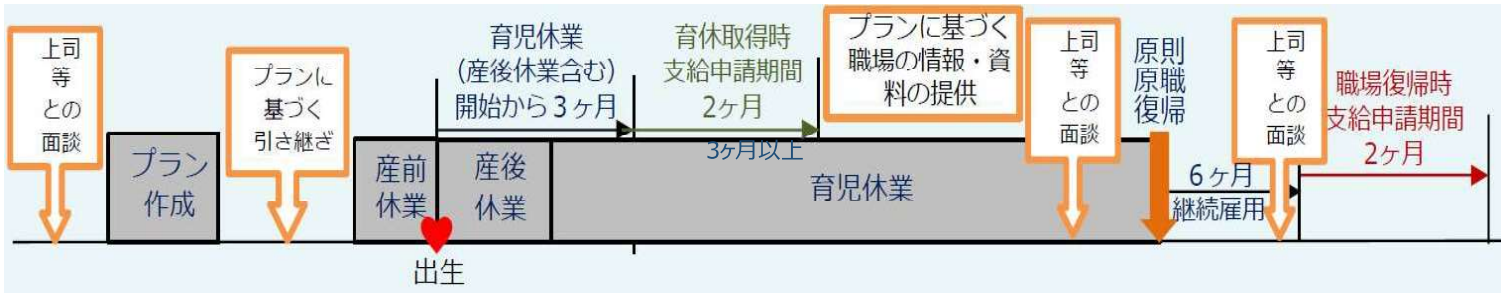 上司
等
との
面談
プラン
作成
プランに
基づく
引き継ぎ
産前
休業
出生
育児休業
(産後休業含む)
開始から3ヶ月
産後
休業
育休取得時
支給申請期間
2ヶ月
3ヶ月以上
育児休業
プランに基づく
職場の情報・資
料の提供
上司
等
との
面談
原則
原職
復帰
6ヶ月
継続雇用
上司
等
との
面談
職場復帰時
支給申請期間
2ヶ月